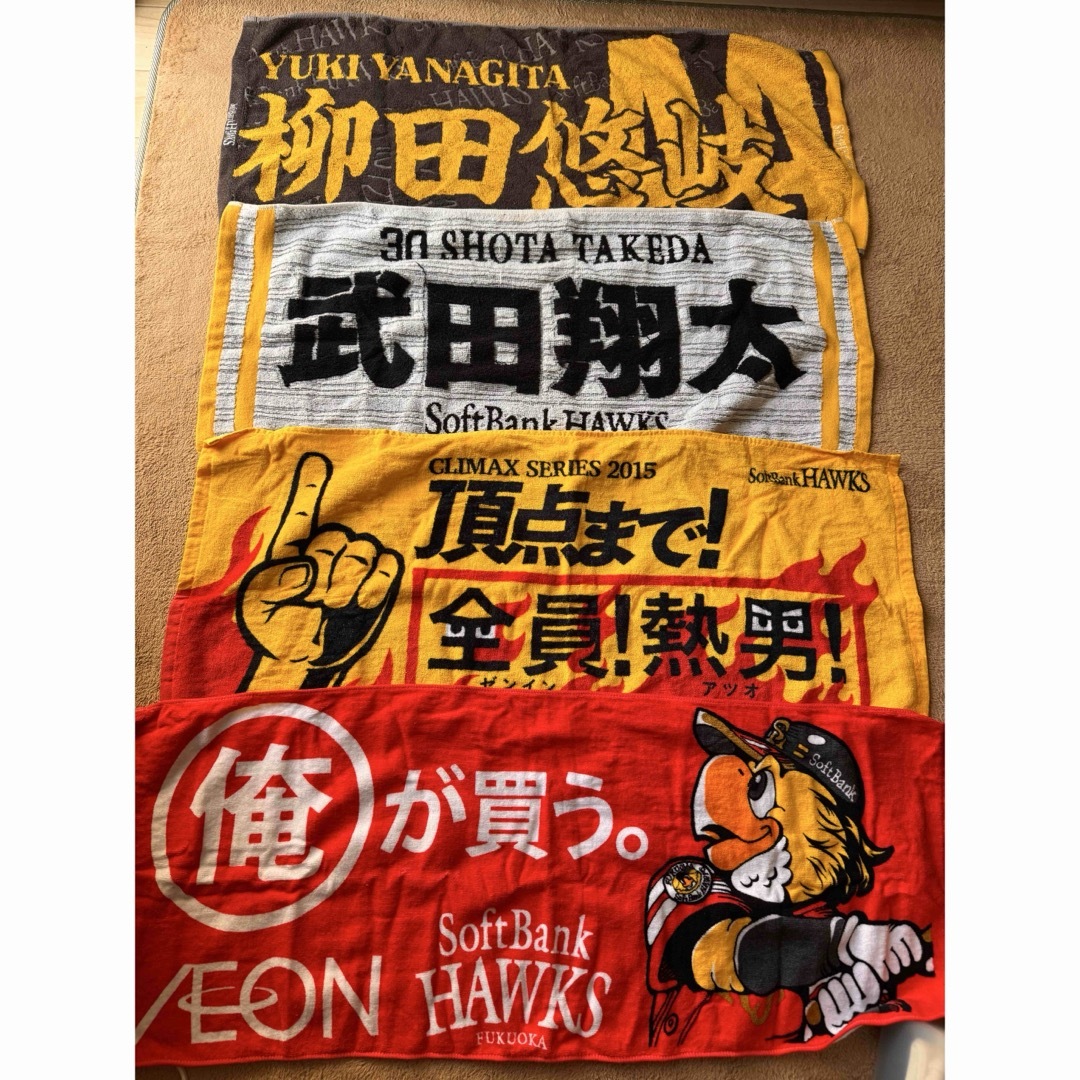 YUKI YANAGITA
柳田悠岐
30 SHOTA TAKEDA
武田翔太
SoftBank HAWKS
CLIMAX SERIES 2015
SoftBank HAWKS
頂点まで!
全員!熱男!
ゼンイン アツオ
俺が買う。
SoftBank
ÆON
SoftBank
HAWKS
FUKUOKA